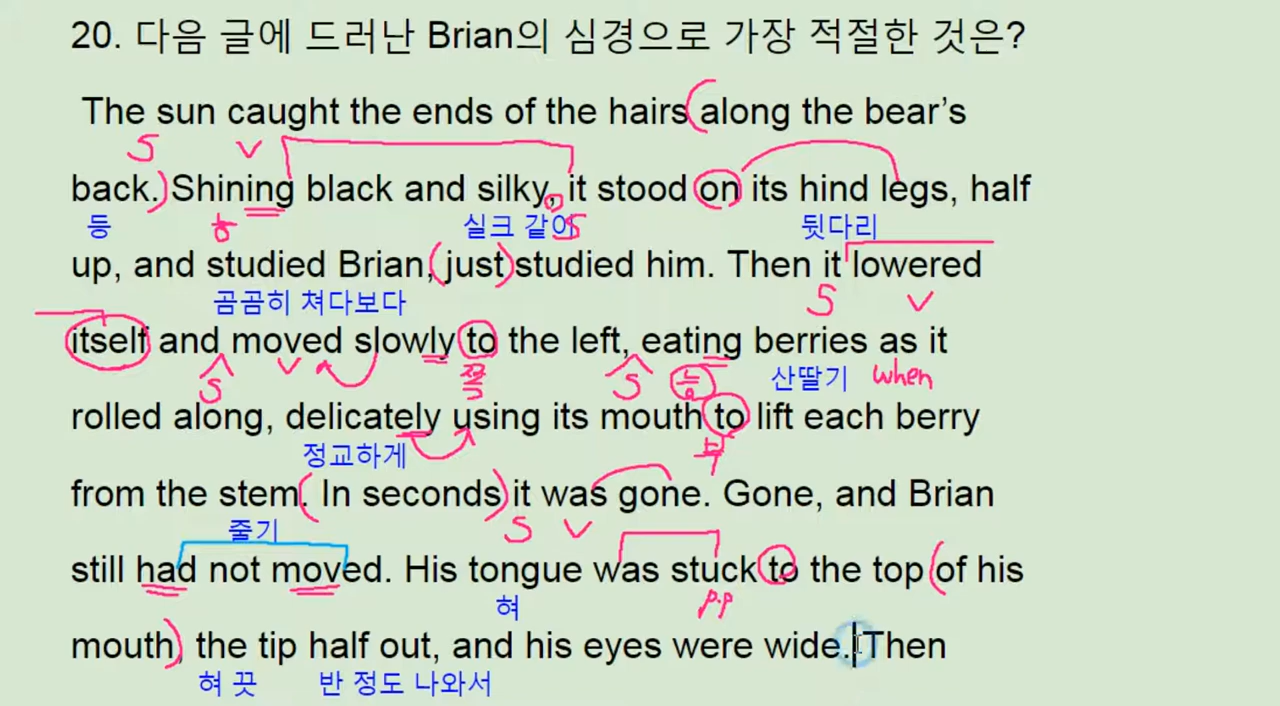 20. 다음 글에 드러난 Brian의 심경으로 가장 적절한 것은?
The sun caught the ends of the hairs (along the bear's
S V
back.) Shining black and silky, it stood on its hind legs, half
등 능 실크 같이 S 뒷다리
up, and studied Brian, (just) studied him. Then it lowered
곰곰히 쳐다보다 S V
itself and moved slowly to the left, eating berries as it
S V 전 S 능 산딸기 when
rolled along, delicately using its mouth to lift each berry
정교하게 부
from the stem. (In seconds) it was gone. Gone, and Brian
줄기 S V
still had not moved. His tongue was stuck to the top (of his
혀 p.p
mouth), the tip half out, and his eyes were wide. Then
혀 끗 반 정도 나와서